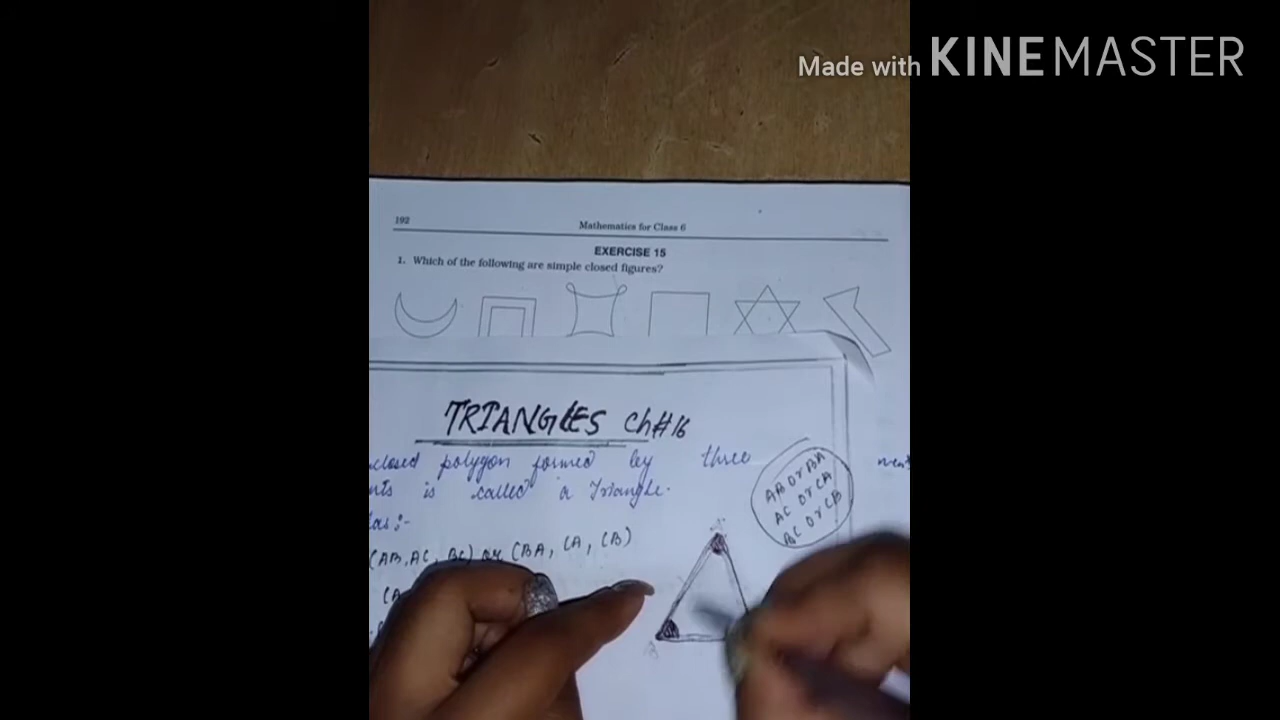 Made with KINEMASTER
192
Mathematics for Class 6
EXERCISE 15
1. Which of the following are simple closed figures?
TRIANGLES Ch#16
closed polygon formed by three
is called a Triangle.
AB or BA
AC or CA
BC or CB
(AB, AC, BC) or (BA, CA, CB)
A
B